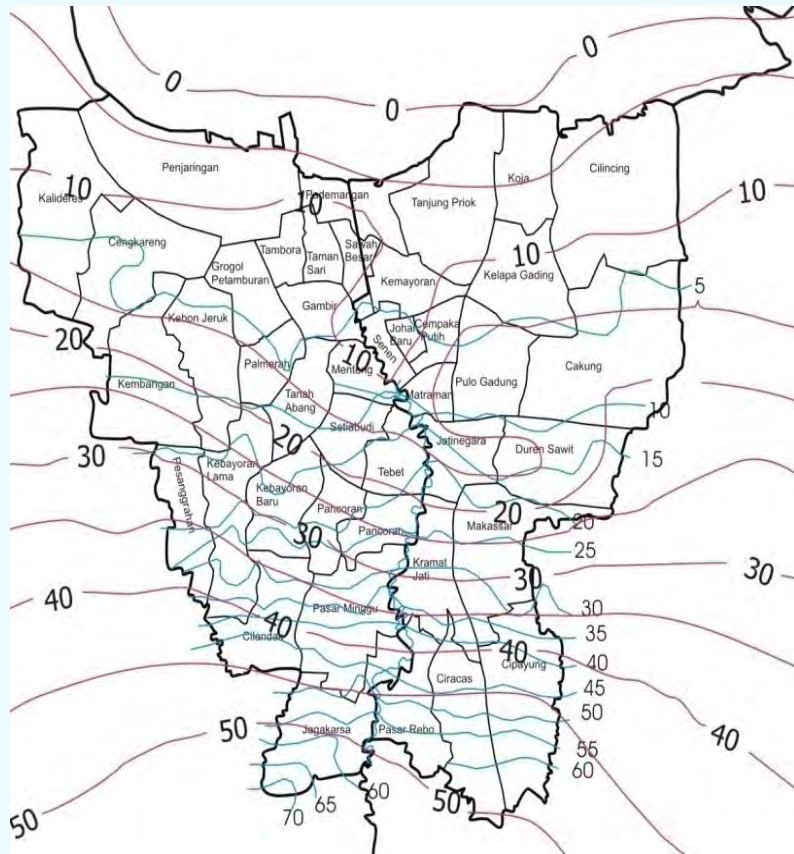 0
0
0
Penjaringan
Koja
Cilincing
Kalideres
10
Pademangan
10
Tanjung Priok
10
Cengkareng
Tambora
Taman
Sari
Sawah
Besar
10
Grogol
Petamburan
Kemayoran
Kelapa Gading
5
Gambir
Kebon Jeruk
Johar
Baru
Cempaka
Putih
Senen
20
10
Palmerah
Menteng
Cakung
Kembangan
Pulo Gadung
Tanah
Abang
Matraman
10
Setiabudi
20
Jatinegara
Duren Sawit
30
15
Pesanggrahan
Kebayoran
Lama
Tebet
Kebayoran
Baru
Pancoran
20
20
Pancoran
Makassar
30
25
Kramat
Jati
30
30
40
Pasar Minggu
30
40
35
Cilandak
40
Cipayung
40
Ciracas
45
50
50
Jagakarsa
Pasar Rebo
40
55
60
60
50
65
70
50